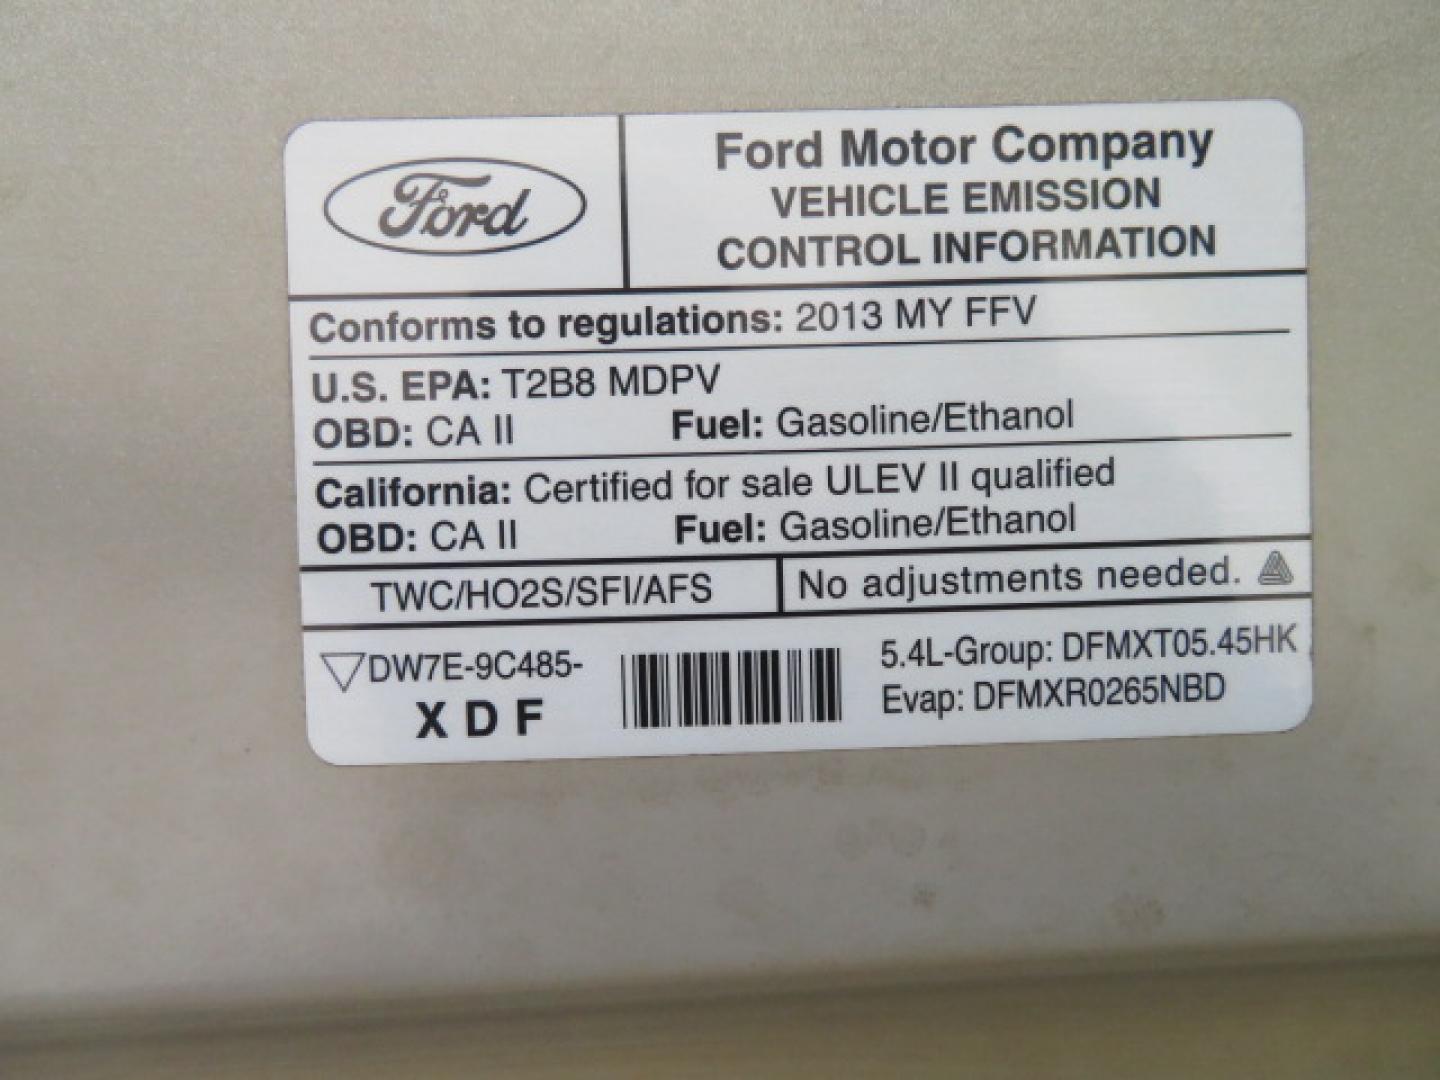 Ford
Ford Motor Company
VEHICLE EMISSION
CONTROL INFORMATION
Conforms to regulations: 2013 MY FFV
U.S. EPA: T2B8 MDPV
OBD: CA II Fuel: Gasoline/Ethanol
California: Certified for sale ULEV II qualified
OBD: CA II Fuel: Gasoline/Ethanol
TWC/HO2S/SFI/AFS
No adjustments needed.
DW7E-9C485-
X D F
5.4L-Group: DFMXT05.45HK
Evap: DFMXR0265NBD